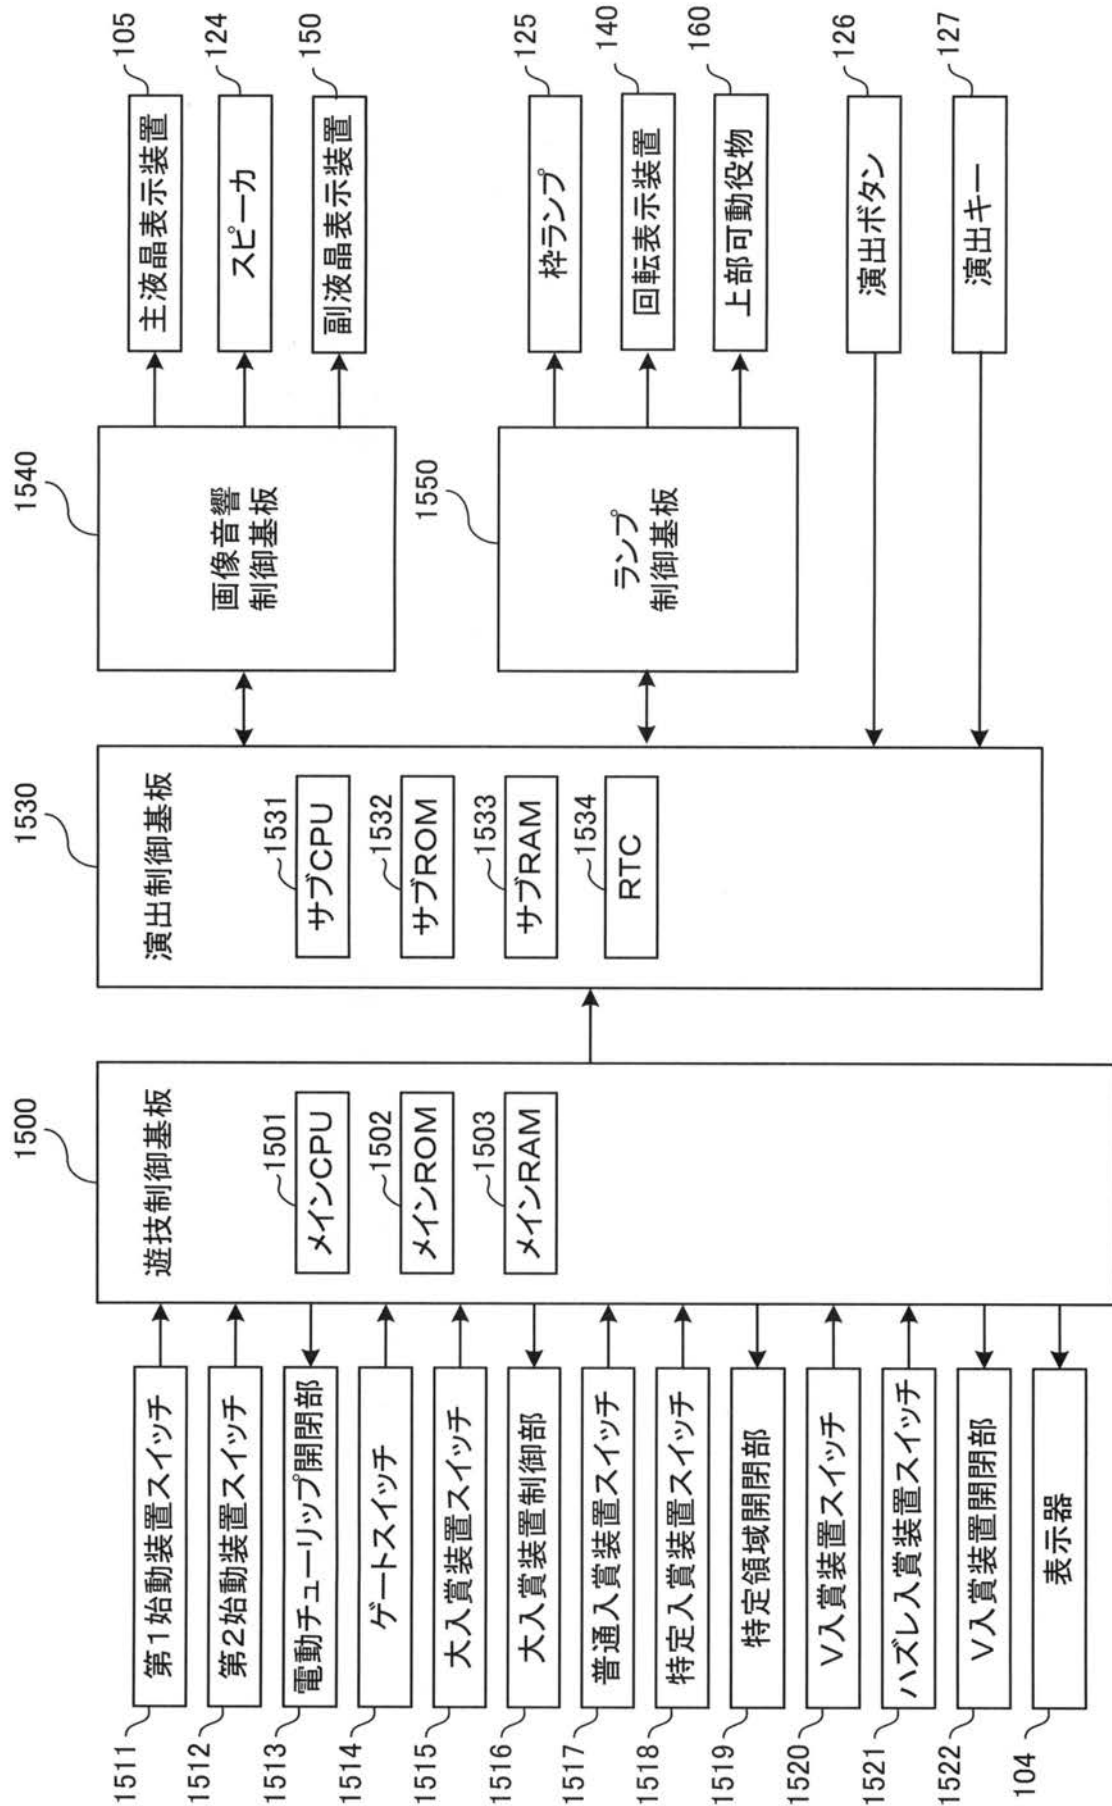 1511
第1始動装置スイッチ
1512
第2始動装置スイッチ
1513
電動チューリップ開閉部
1514
ゲートスイッチ
1515
大入賞装置スイッチ
1516
大入賞装置制御部
1517
普通入賞装置スイッチ
1518
特定入賞装置スイッチ
1519
特定領域開閉部
1520
V入賞装置スイッチ
1521
ハズレ入賞装置スイッチ
1522
V入賞装置開閉部
104
表示器
1500
遊技制御基板
1501
メインCPU
1502
メインROM
1503
メインRAM
1530
演出制御基板
1531
サブCPU
1532
サブROM
1533
サブRAM
1534
RTC
1540
画像音響
制御基板
1550
ランプ
制御基板
105
主液晶表示装置
124
スピーカ
150
副液晶表示装置
125
枠ランプ
140
回転表示装置
160
上部可動役物
126
演出ボタン
127
演出キー